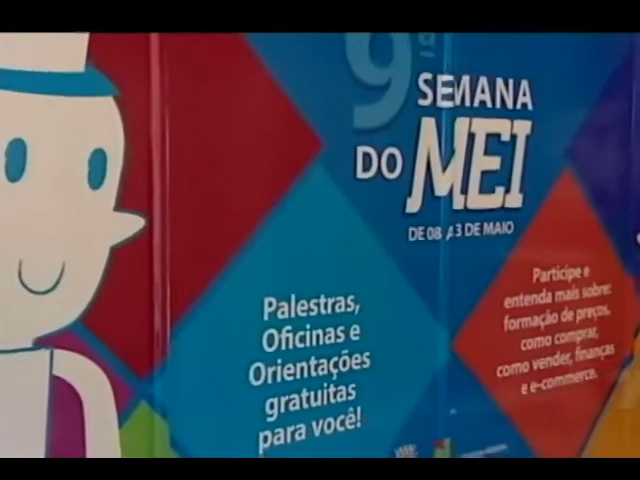 9ª
SEMANA
DO MEI
DE 08 A 13 DE MAIO
Palestras,
Oficinas e
Orientações
gratuitas
para você!
Participe e
entenda mais sobre:
formação de preços,
como comprar,
como vender, finanças
e e-commerce.